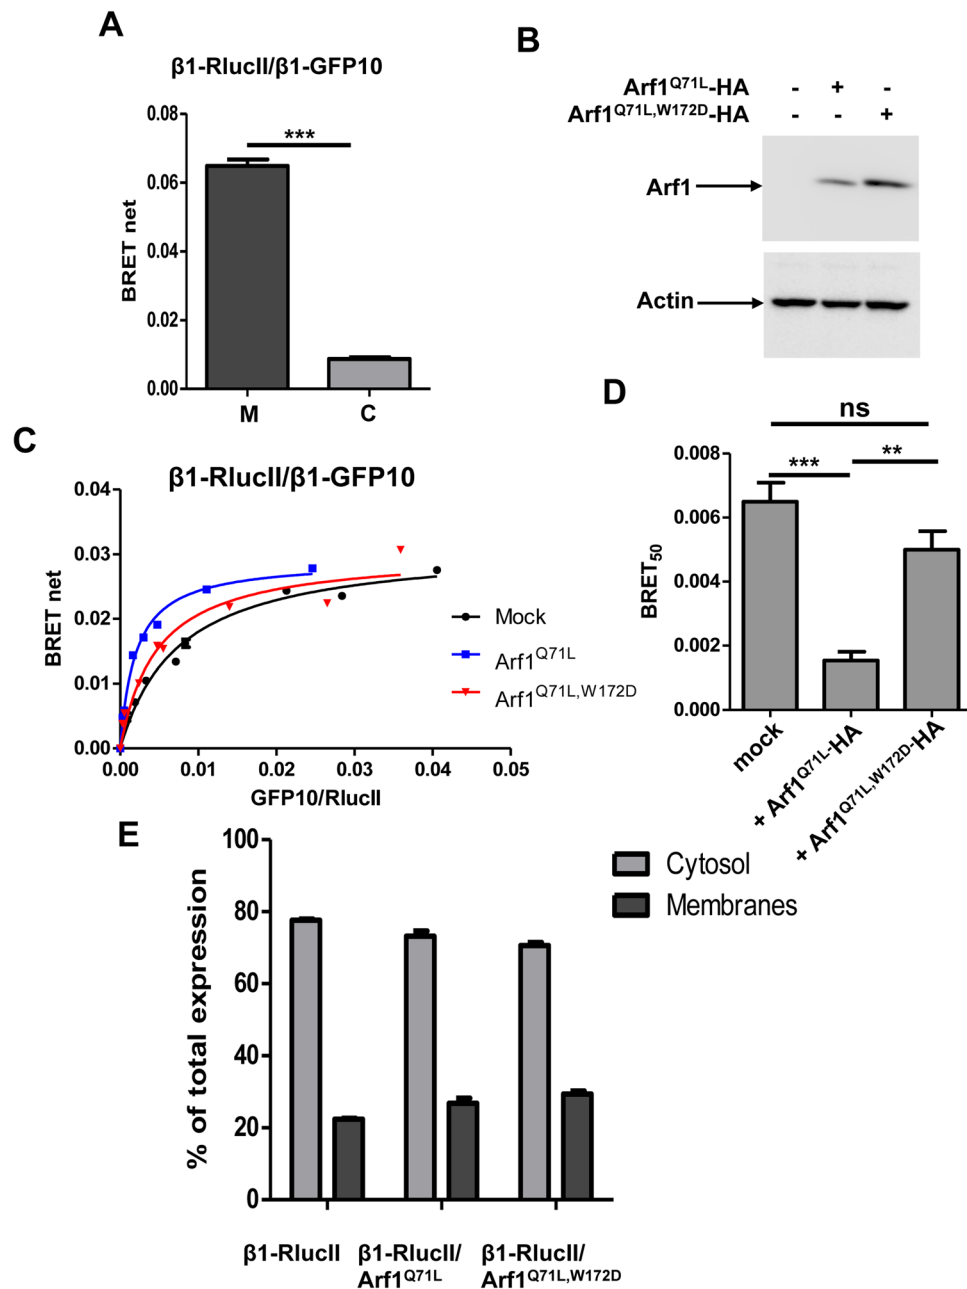 A
β1-RlucII/β1-GFP10
BRET net
0.08
0.06
0.04
0.02
0.00
***
M
C
B
Arf1Q71L-HA - + -
Arf1Q71L,W172D-HA - - +
Arf1
Actin
C
β1-RlucII/β1-GFP10
BRET net
0.04
0.03
0.02
0.01
0.00
0.00 0.01 0.02 0.03 0.04 0.05
GFP10/RlucII
Mock
Arf1Q71L
Arf1Q71L,W172D
D
ns
*** **
BRET50
0.008
0.006
0.004
0.002
0.000
mock
+ Arf1Q71L-HA
+ Arf1Q71L,W172D-HA
E
% of total expression
100
80
60
40
20
0
Cytosol
Membranes
β1-RlucII
β1-RlucII/
Arf1Q71L
β1-RlucII/
Arf1Q71L,W172D